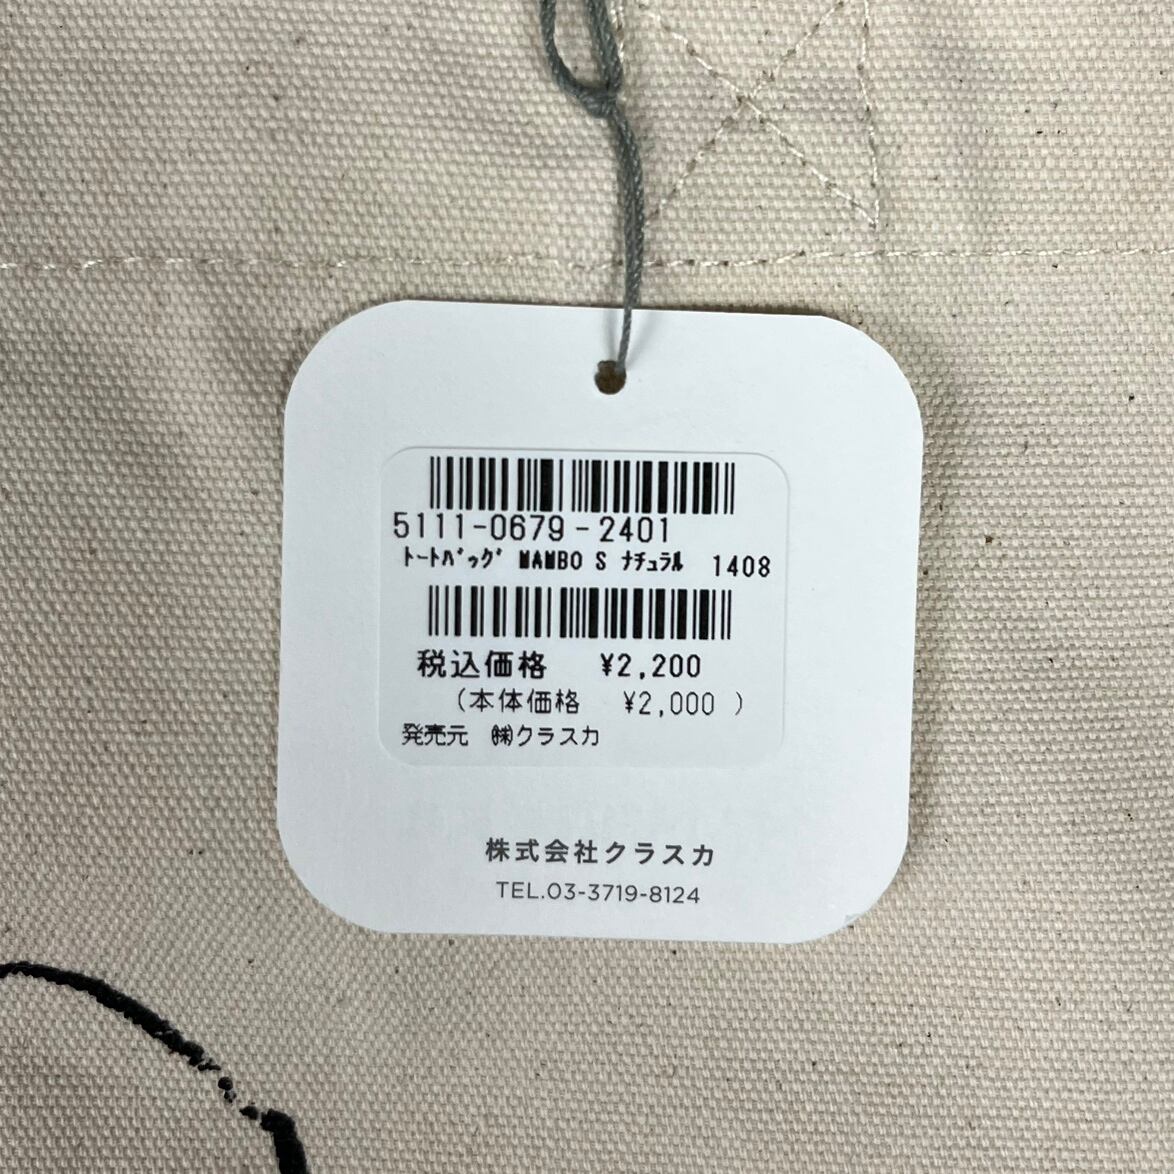 5111-0679-2401
ﾄｰﾄﾊﾞｯｸﾞ MAMBO S ﾅﾁｭﾗﾙ 1408
税込価格 ¥2,200
(本体価格 ¥2,000 )
発売元 ㈱クラスカ
株式会社クラスカ
TEL.03-3719-8124